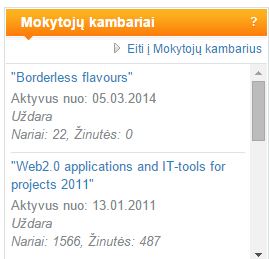 Mokytojų kambariai ?
Eiti į Mokytojų kambarius
"Borderless flavours"
Aktyvus nuo: 05.03.2014
Uždara
Nariai: 22, Žinutės: 0
"Web2.0 applications and IT-tools for
projects 2011"
Aktyvus nuo: 13.01.2011
Uždara
Nariai: 1566, Žinutės: 487